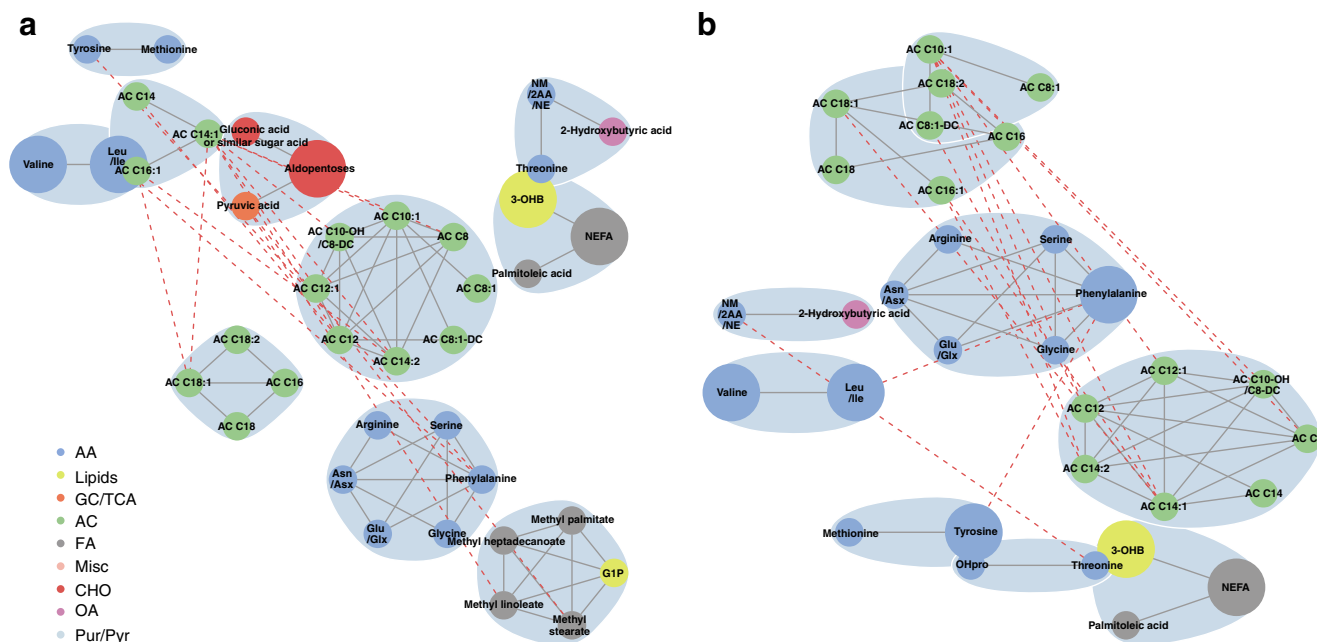 a
Tyrosine
Methionine
AC C14
AC C14:1
Gluconic acid
or similar sugar acid
Valine
Leu
/Ile
AC C16:1
Aldopentoses
Pyruvic acid
NM
/2AA
/NE
2-Hydroxybutyric acid
Threonine
3-OHB
NEFA
Palmitoleic acid
AC C10:1
AC C10-OH
/C8-DC
AC C8
AC C12:1
AC C8:1
AC C12
AC C8:1-DC
AC C14:2
AC C18:2
AC C18:1
AC C16
AC C18
Arginine
Serine
Asn
/Asx
Phenylalanine
Glu
/Glx
Glycine
Methyl palmitate
Methyl heptadecanoate
G1P
Methyl linoleate
Methyl
stearate
AA
Lipids
GC/TCA
AC
FA
Misc
CHO
OA
Pur/Pyr
b
AC C10:1
AC C18:2
AC C8:1
AC C18:1
AC C8:1-DC
AC C16
AC C18
AC C16:1
Arginine
Serine
Asn
/Asx
Phenylalanine
NM
/2AA
/NE
2-Hydroxybutyric acid
Glu
/Glx
Glycine
Valine
Leu
/Ile
AC C12:1
AC C10-OH
/C8-DC
AC C12
AC C
AC C14:2
AC C14
AC C14:1
Methionine
Tyrosine
OHpro
Threonine
3-OHB
NEFA
Palmitoleic acid